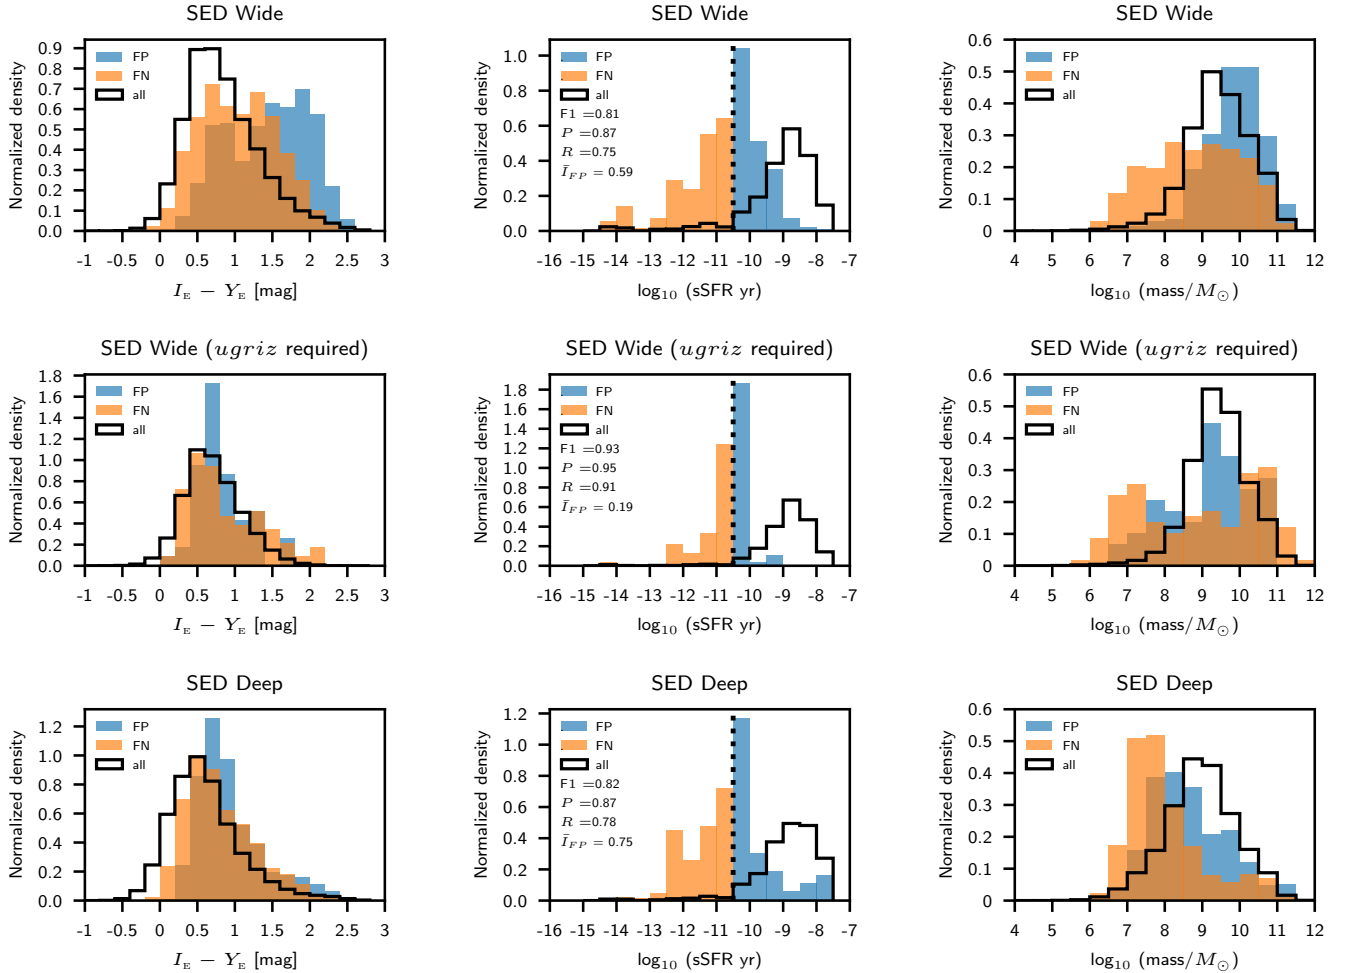 SED Wide
Normalized density
0.9
0.8
0.7
0.6
0.5
0.4
0.3
0.2
0.1
0.0
FP
FN
all
-1 -0.5 0 0.5 1 1.5 2 2.5 3
I_E − Y_E [mag]
SED Wide
Normalized density
1.0
0.8
0.6
0.4
0.2
0.0
FP
FN
all
F1 =0.81
P =0.87
R =0.75
Ī_FP = 0.59
-16 -15 -14 -13 -12 -11 -10 -9 -8 -7
log₁₀ (sSFR yr)
SED Wide
Normalized density
0.6
0.5
0.4
0.3
0.2
0.1
0
FP
FN
all
4 5 6 7 8 9 10 11 12
log₁₀ (mass/M☉)
SED Wide (ugriz required)
Normalized density
1.8
1.6
1.4
1.2
1.0
0.8
0.6
0.4
0.2
0.0
FP
FN
all
-1 -0.5 0 0.5 1 1.5 2 2.5 3
I_E − Y_E [mag]
SED Wide (ugriz required)
Normalized density
1.8
1.6
1.4
1.2
1.0
0.8
0.6
0.4
0.2
0.0
FP
FN
all
F1 =0.93
P =0.95
R =0.91
Ī_FP = 0.19
-16 -15 -14 -13 -12 -11 -10 -9 -8 -7
log₁₀ (sSFR yr)
SED Wide (ugriz required)
Normalized density
0.6
0.5
0.4
0.3
0.2
0.1
0
FP
FN
all
4 5 6 7 8 9 10 11 12
log₁₀ (mass/M☉)
SED Deep
Normalized density
1.2
1.0
0.8
0.6
0.4
0.2
0.0
FP
FN
all
-1 -0.5 0 0.5 1 1.5 2 2.5 3
I_E − Y_E [mag]
SED Deep
Normalized density
1.2
1.0
0.8
0.6
0.4
0.2
0.0
FP
FN
all
F1 =0.82
P =0.87
R =0.78
Ī_FP = 0.75
-16 -15 -14 -13 -12 -11 -10 -9 -8 -7
log₁₀ (sSFR yr)
SED Deep
Normalized density
0.6
0.5
0.4
0.3
0.2
0.1
0
FP
FN
all
4 5 6 7 8 9 10 11 12
log₁₀ (mass/M☉)